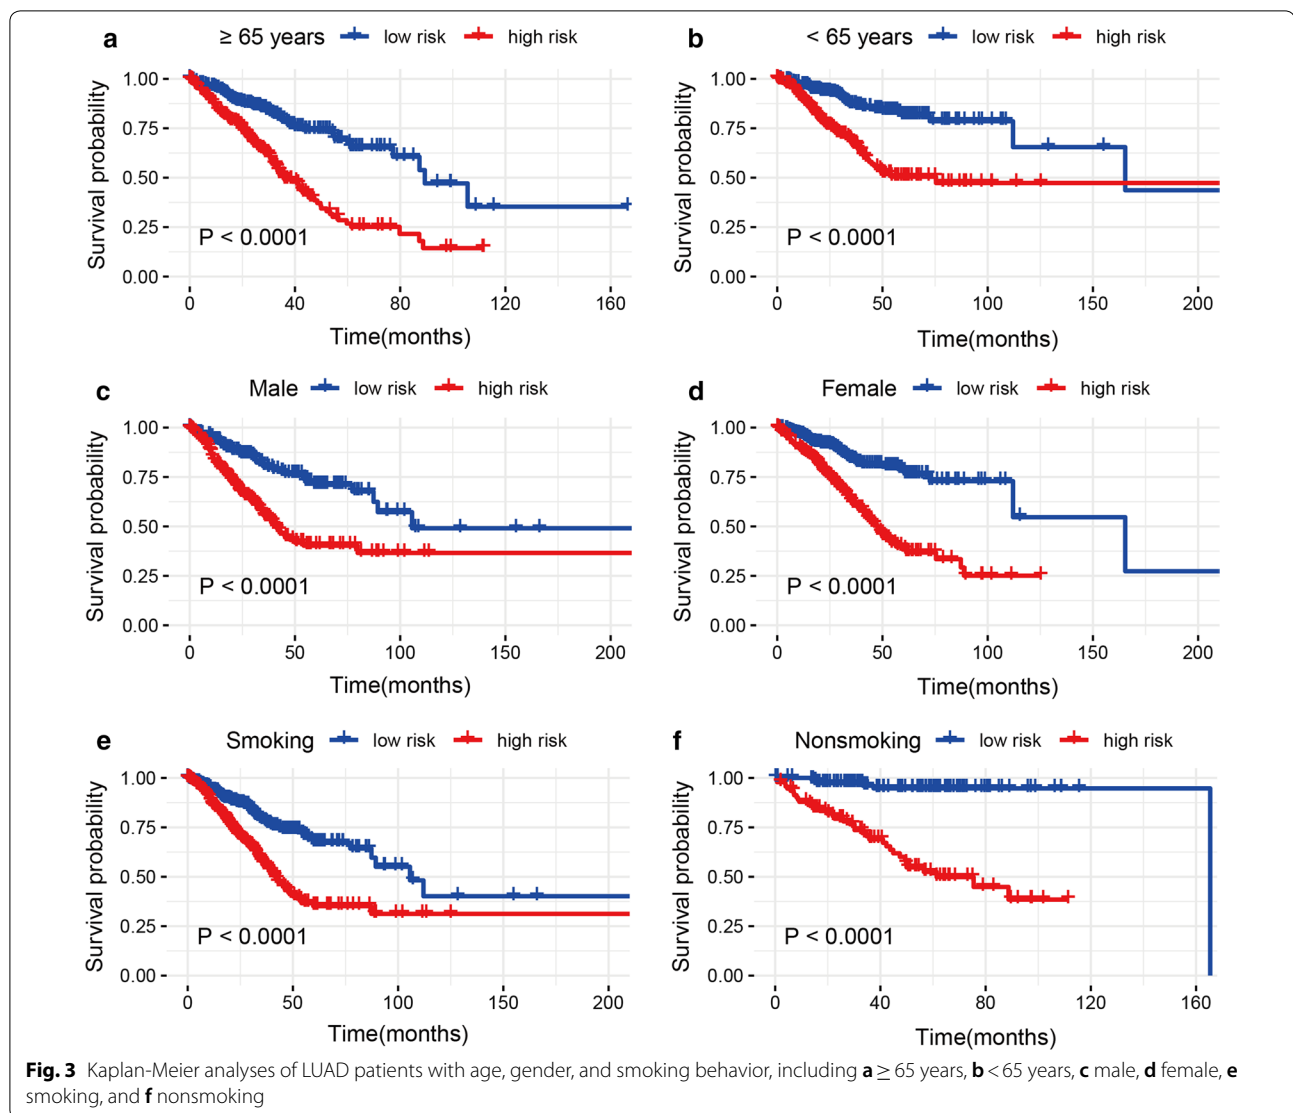 a ≥ 65 years low risk high risk
Survival probability
1.00
0.75
0.50
0.25
0.00
P < 0.0001
0 40 80 120 160
Time(months)
b < 65 years low risk high risk
Survival probability
1.00
0.75
0.50
0.25
0.00
P < 0.0001
0 50 100 150 200
Time(months)
c Male low risk high risk
Survival probability
1.00
0.75
0.50
0.25
0.00
P < 0.0001
0 50 100 150 200
Time(months)
d Female low risk high risk
Survival probability
1.00
0.75
0.50
0.25
0.00
P < 0.0001
0 50 100 150 200
Time(months)
e Smoking low risk high risk
Survival probability
1.00
0.75
0.50
0.25
0.00
P < 0.0001
0 50 100 150 200
Time(months)
f Nonsmoking low risk high risk
Survival probability
1.00
0.75
0.50
0.25
0.00
P < 0.0001
0 40 80 120 160
Time(months)
Fig. 3 Kaplan-Meier analyses of LUAD patients with age, gender, and smoking behavior, including a ≥ 65 years, b < 65 years, c male, d female, e
smoking, and f nonsmoking